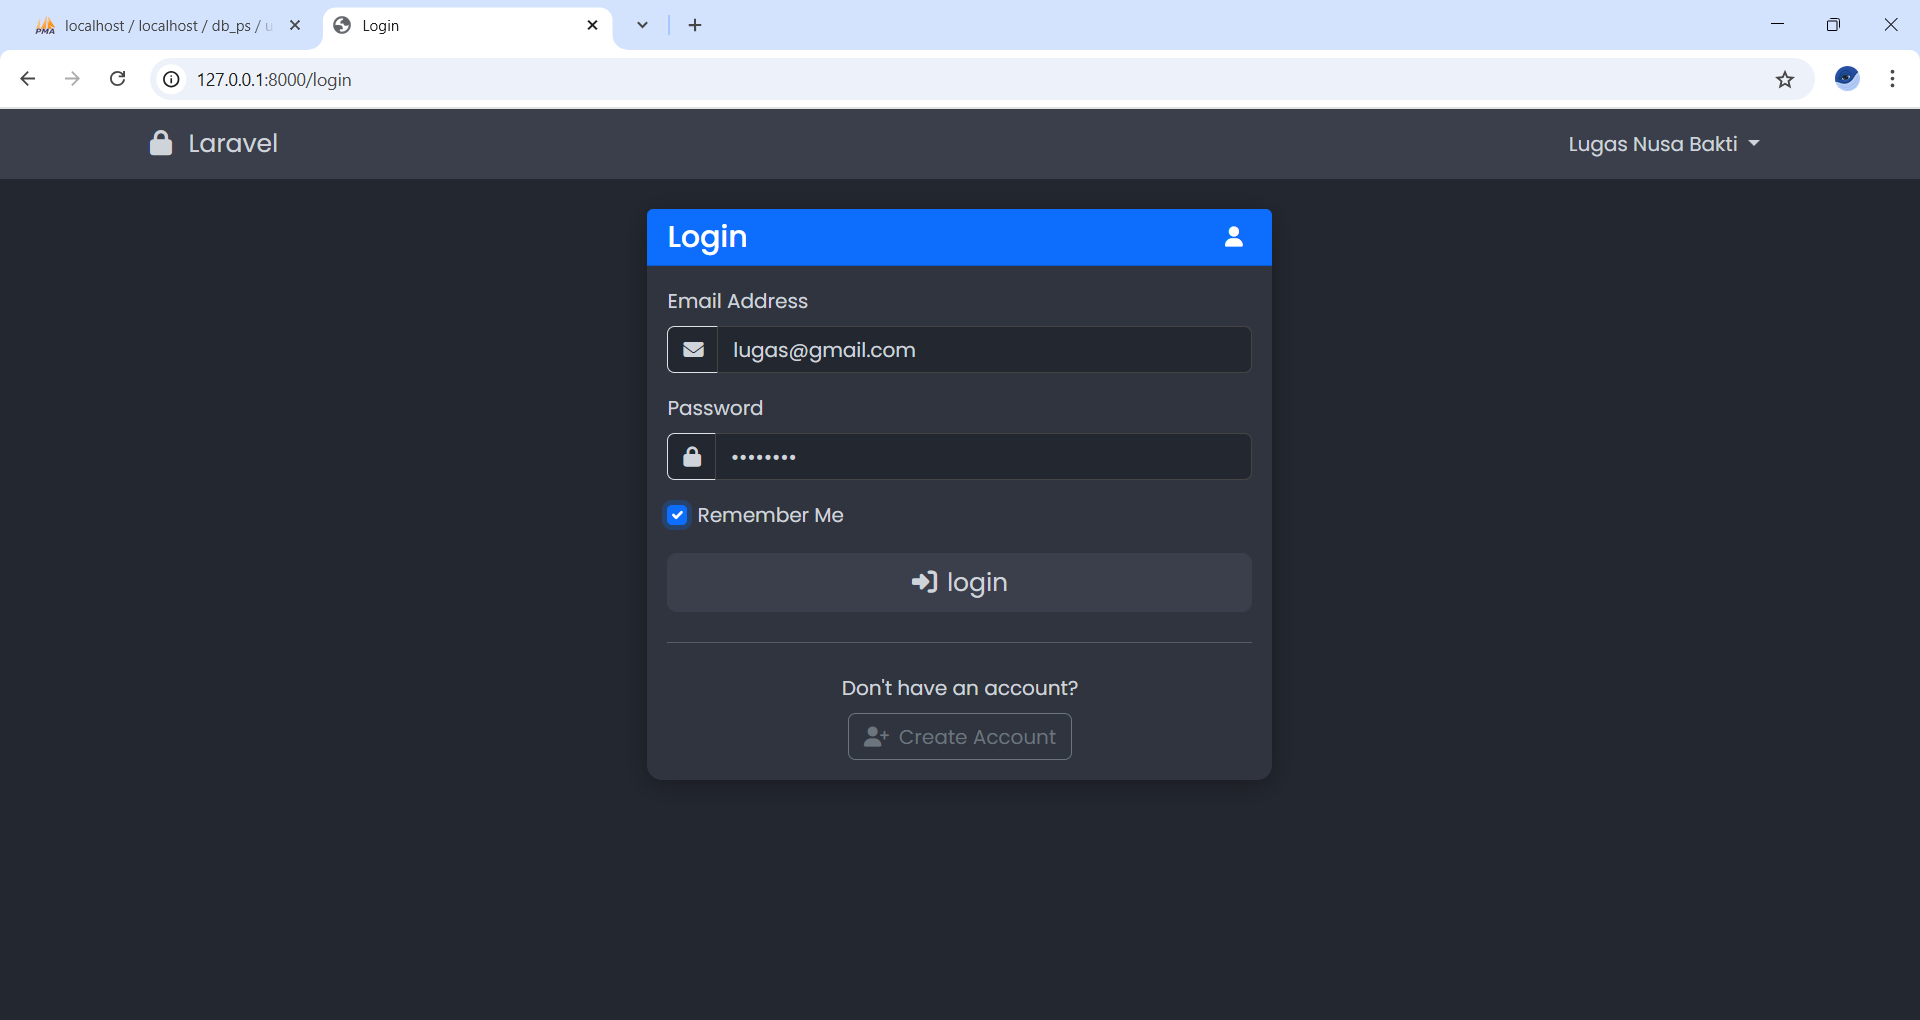 localhost / localhost / db_ps / u
Login
127.0.0.1:8000/login
Laravel
Lugas Nusa Bakti
Login
Email Address
lugas@gmail.com
Password
••••••••
Remember Me
login
Don't have an account?
Create Account